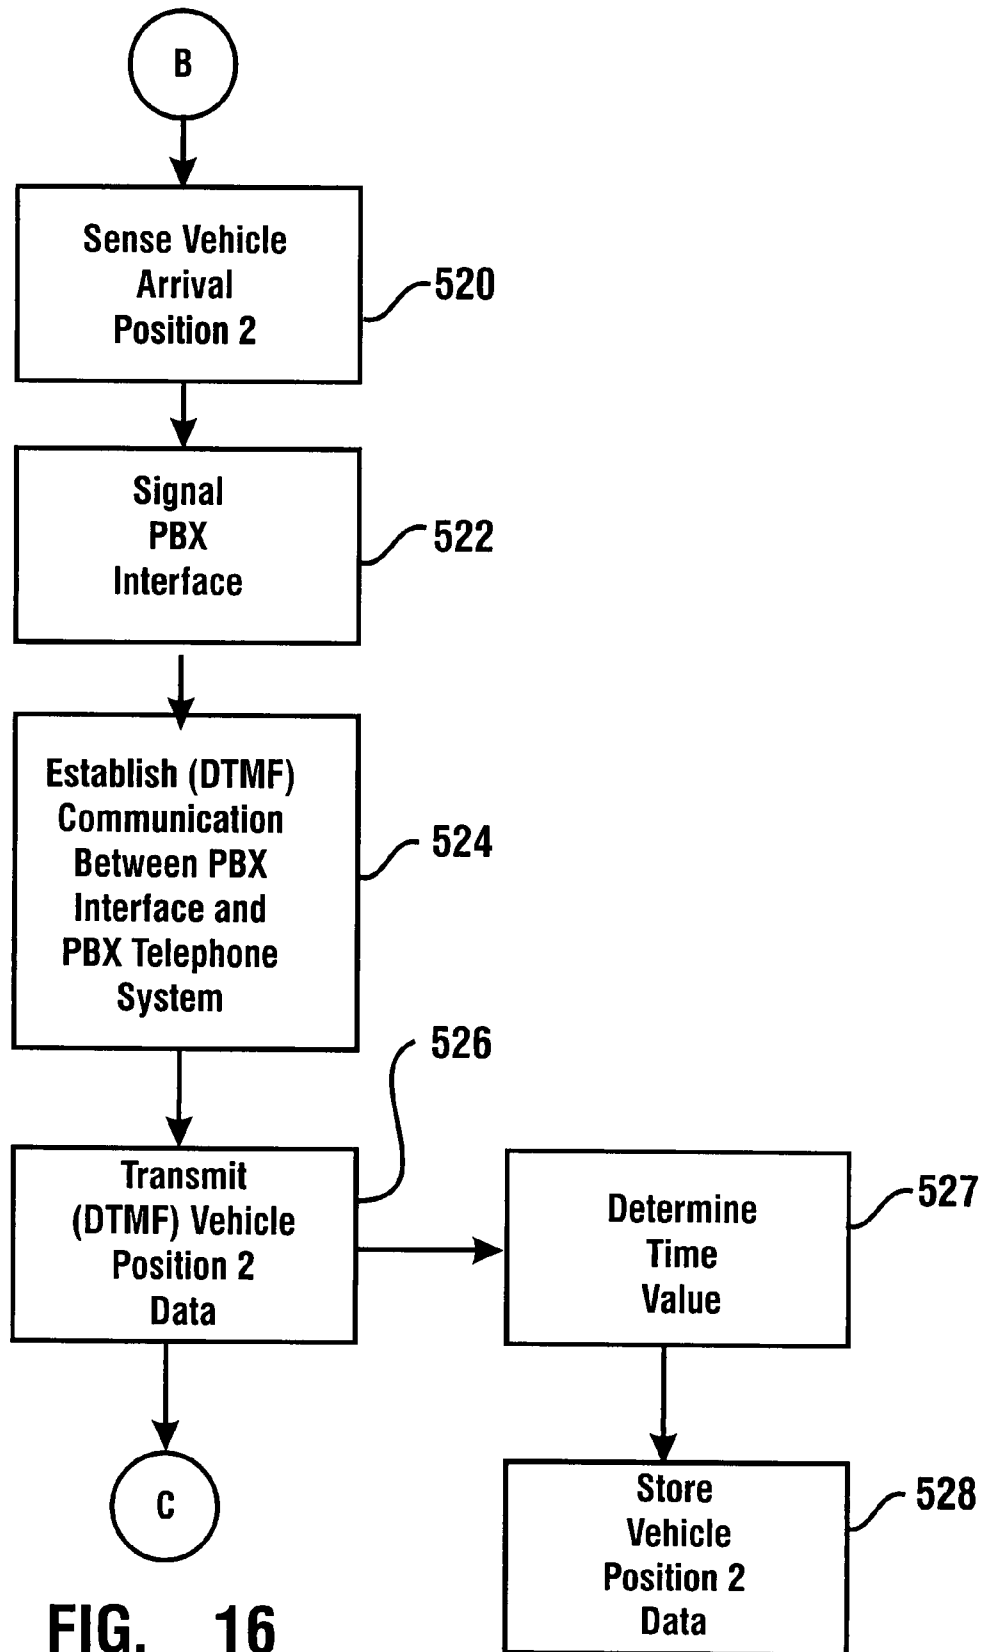 B
Sense Vehicle
Arrival
Position 2
520
Signal
PBX
Interface
522
Establish (DTMF)
Communication
Between PBX
Interface and
PBX Telephone
System
524
526
Transmit
(DTMF) Vehicle
Position 2
Data
Determine
Time
Value
527
C
Store
Vehicle
Position 2
Data
528
FIG. 16